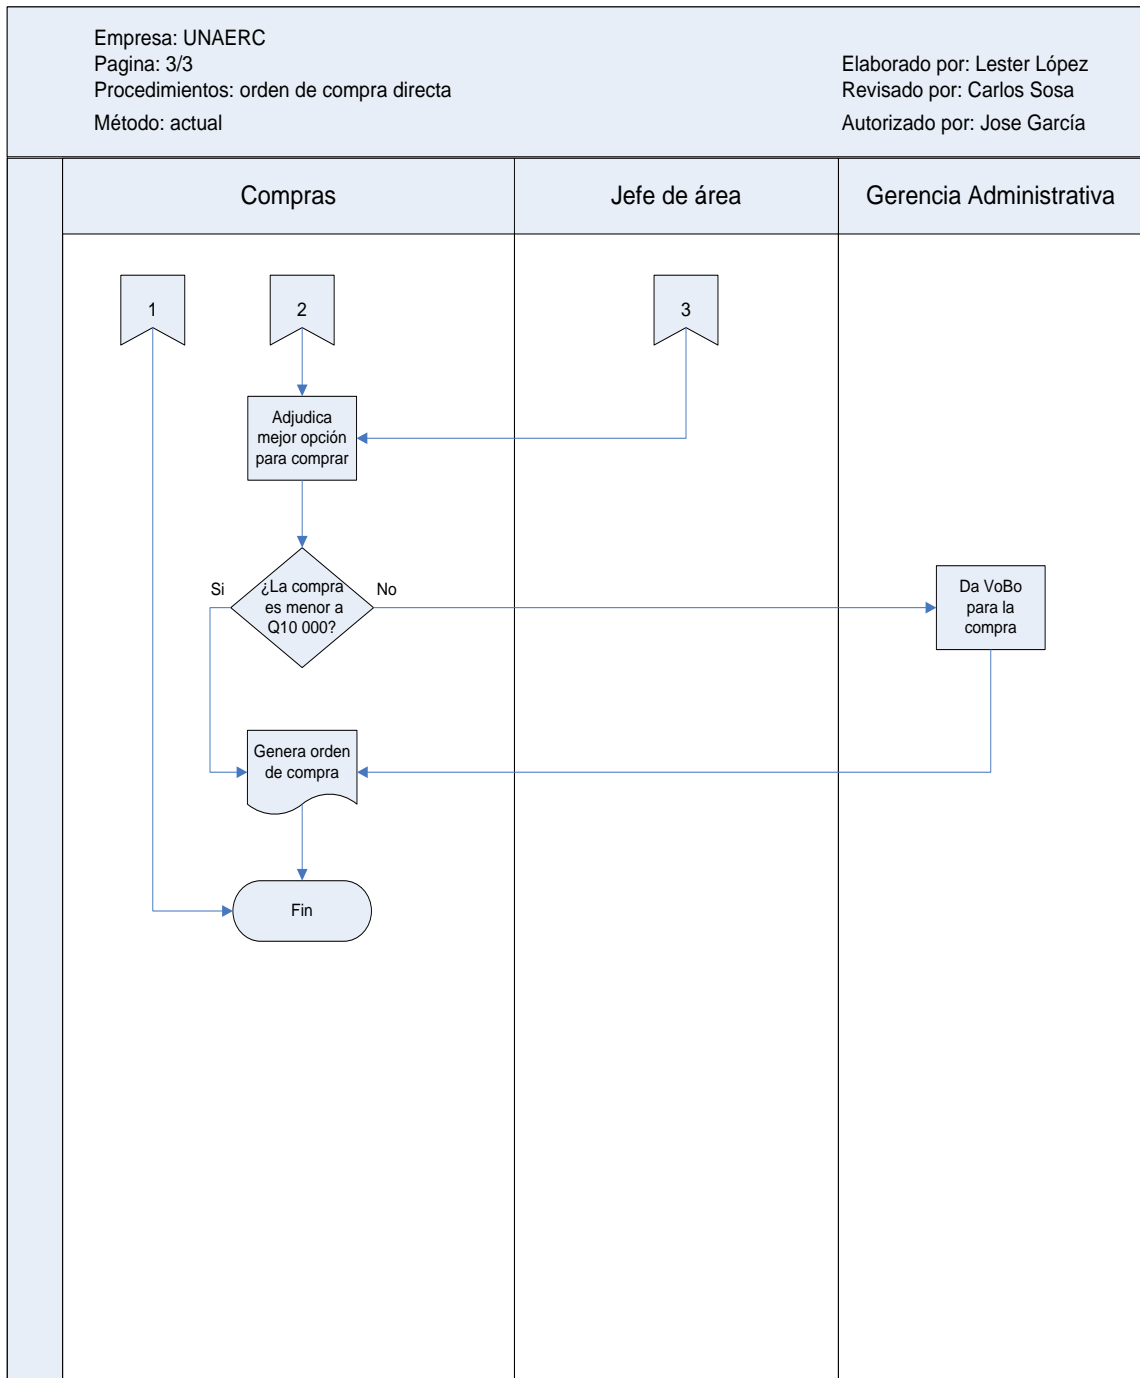 Empresa: UNAERC
Pagina: 3/3
Procedimientos: orden de compra directa
Método: actual
Elaborado por: Lester López
Revisado por: Carlos Sosa
Autorizado por: Jose García
Compras
Jefe de área
Gerencia Administrativa
1
2
3
Adjudica
mejor opción
para comprar
Si
¿La compra
es menor a
Q10 000?
No
Da VoBo
para la
compra
Genera orden
de compra
Fin